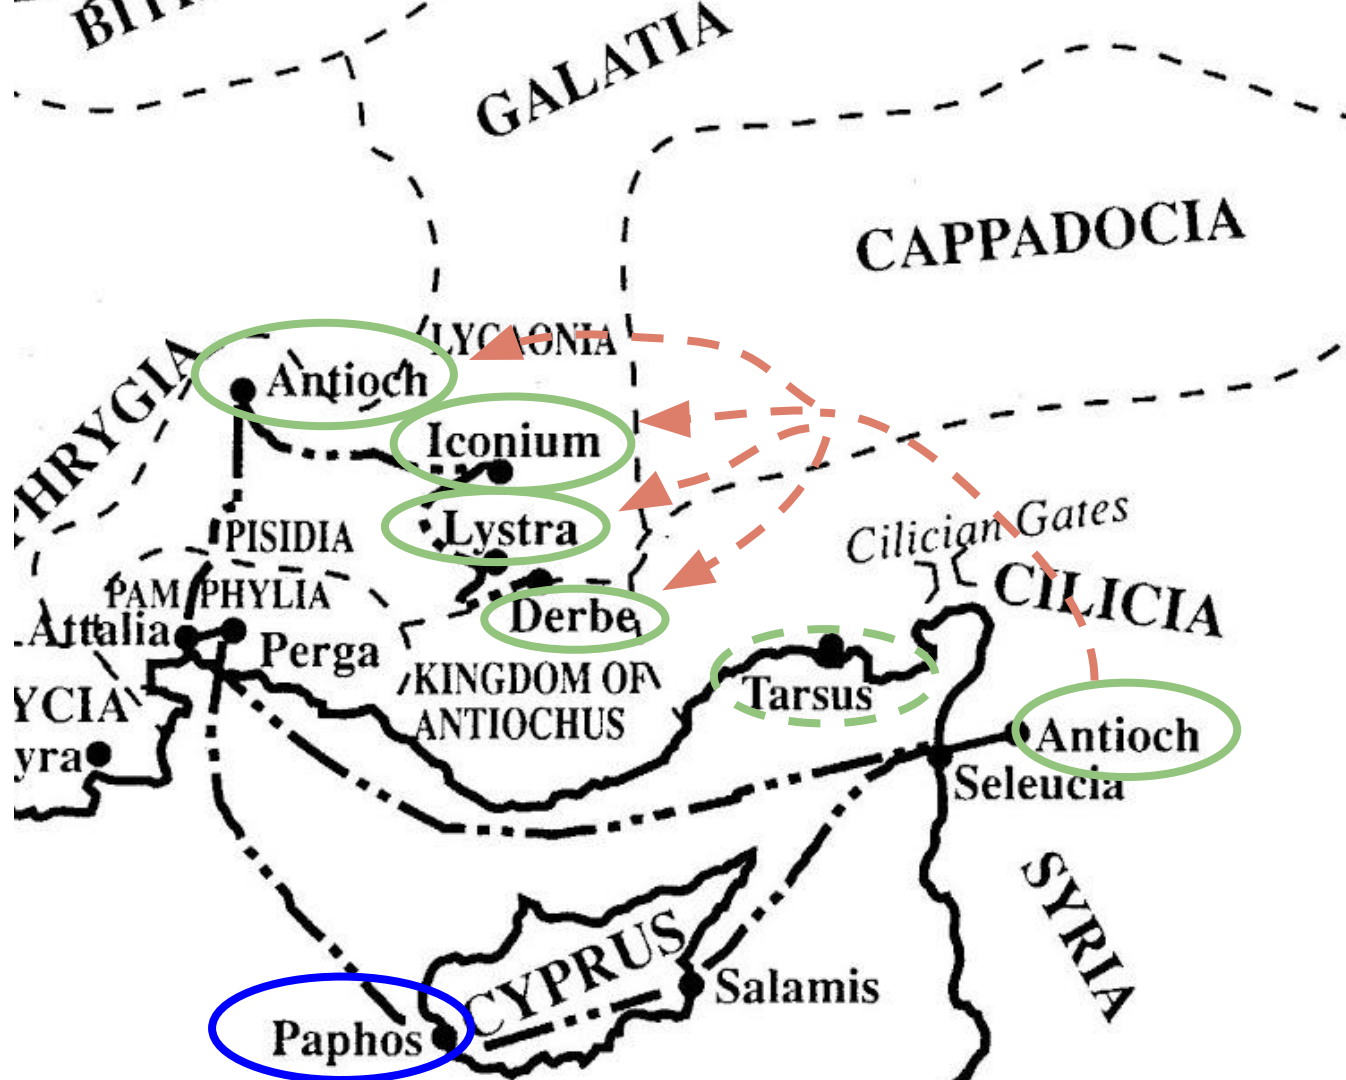 GALATIA
CAPPADOCIA
LYCAONIA
PHRYGIA
Antioch
Iconium
Lystra
PISIDIA
Cilician Gates
PAMPHYLIA
CILICIA
Derbe
Attalia
Perga
KINGDOM OF
ANTIOCHUS
Tarsus
Antioch
Seleucia
SYRIA
CYPRUS
Salamis
Paphos